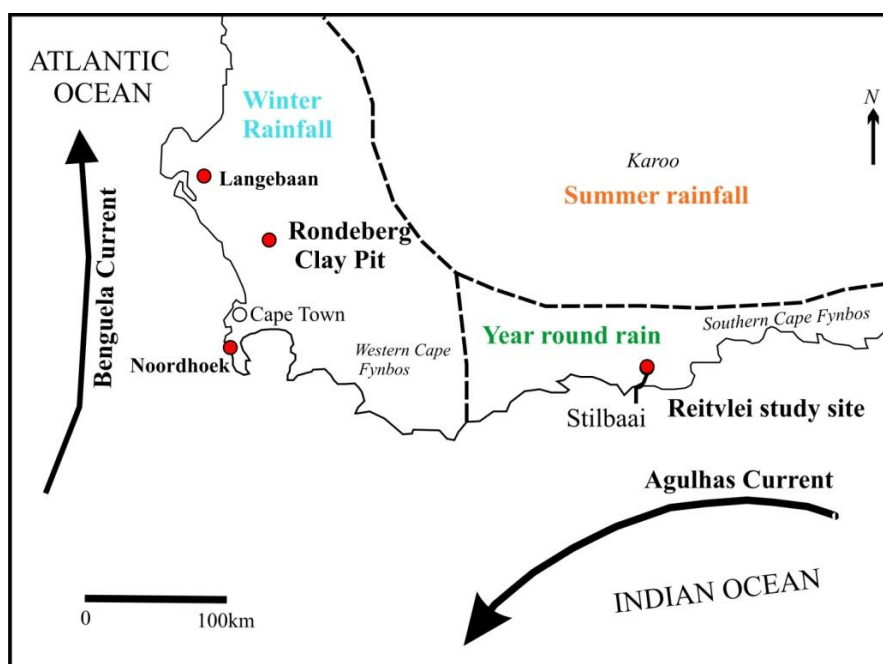 ATLANTIC
OCEAN
Winter
Rainfall
N
Karoo
Summer rainfall
Langebaan
Rondeberg
Clay Pit
Benguela Current
Cape Town
Noordhoek
Western Cape
Fynbos
Year round rain
Southern Cape Fynbos
Stilbaai
Reitvlei study site
Agulhas Current
INDIAN OCEAN
0
100km